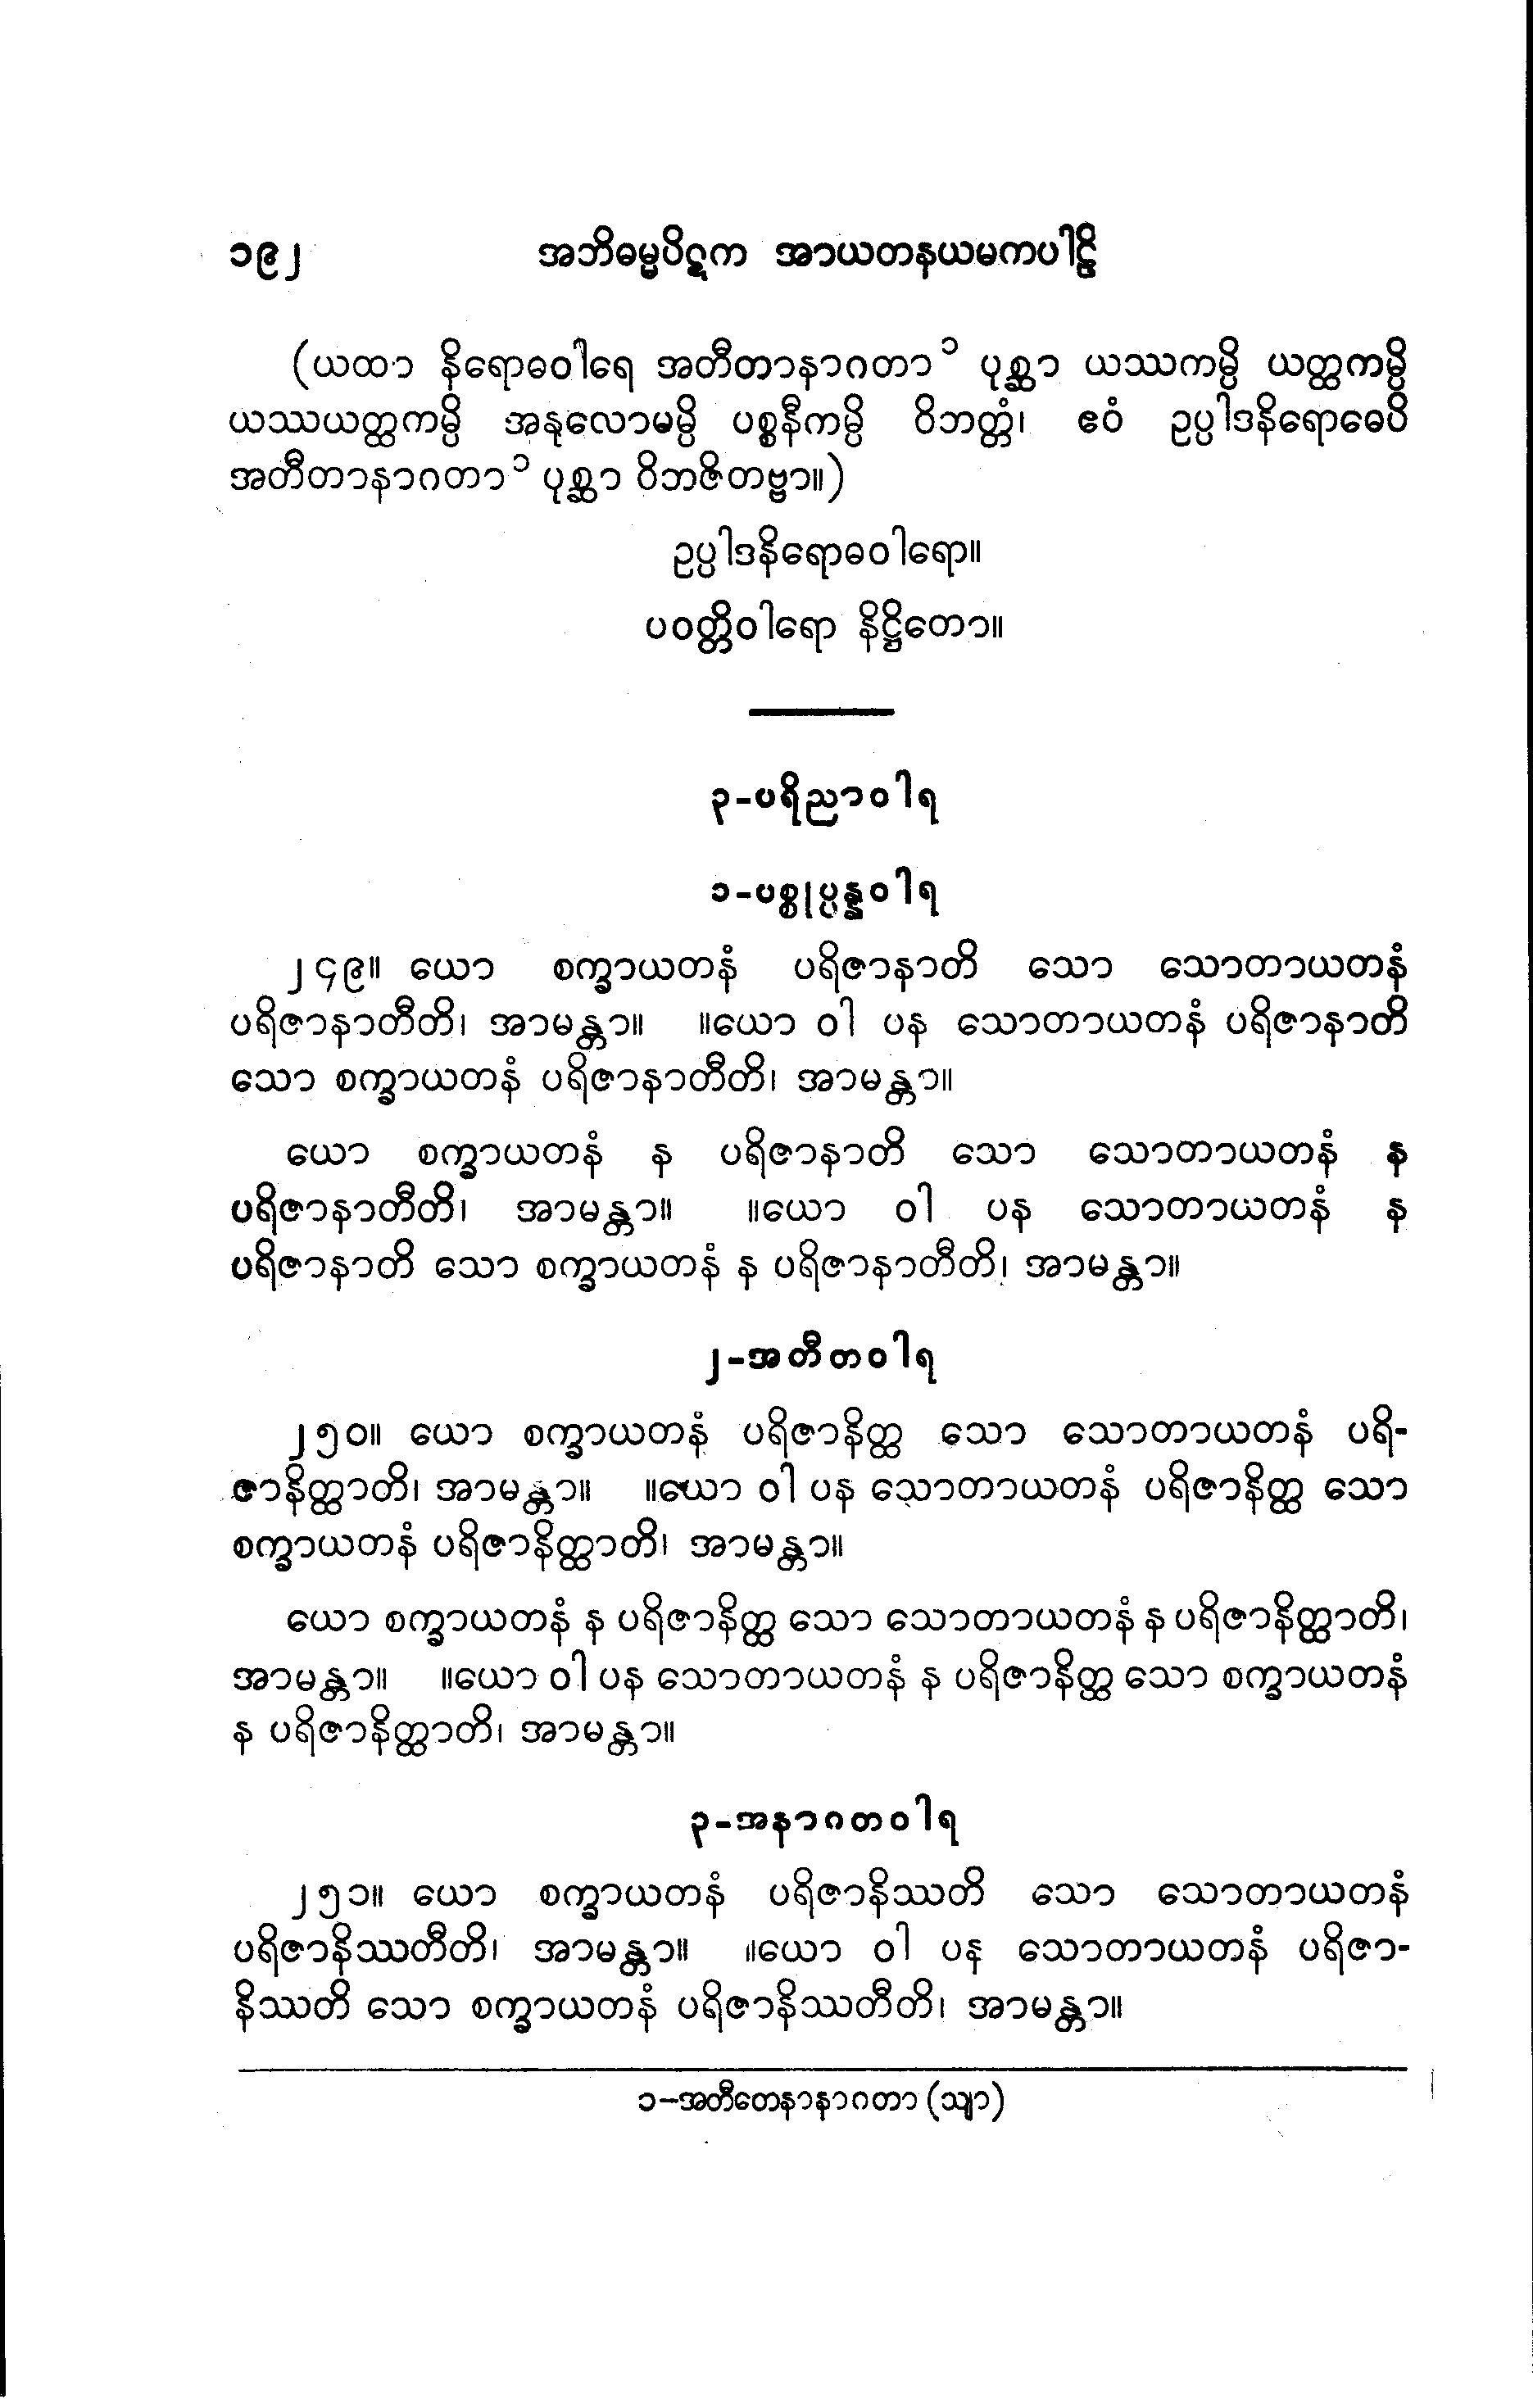 ၁၉၂ အဘိဓမ္မပိဋက အာယတနယမကပါဠိ
(ယထာ နိရောဓဝါရေ အတီတာနာဂတာ ၁ ပုစ္ဆာ ယဿကမ္ပိ ယတ္ထကမ္ပိ
ယဿယတ္ထကမ္ပိ အနုလောမမ္ပိ ပစ္စနီကမ္ပိ ဝိဘတ္တံ၊ ဧဝံ ဥပ္ပါဒနိရောဓေပိ
အတီတာနာဂတာ ၁ ပုစ္ဆာ ဝိဘဇိတဗ္ဗာ။)
ဥပ္ပါဒနိရောဓဝါရော။
ပဝတ္တိဝါရော နိဋ္ဌိတော။
၃-ပရိညာဝါရ
၁-ပစ္စုပ္ပန္နဝါရ
၂၄၉။ ယော စက္ခာယတနံ ပရိဇာနာတိ သော သောတာယတနံ
ပရိဇာနာတီတိ၊ အာမန္တာ။ ။ယော ဝါ ပန သောတာယတနံ ပရိဇာနာတိ
သော စက္ခာယတနံ ပရိဇာနာတီတိ၊ အာမန္တာ။
ယော စက္ခာယတနံ န ပရိဇာနာတိ သော သောတာယတနံ န
ပရိဇာနာတီတိ၊ အာမန္တာ။ ။ယော ဝါ ပန သောတာယတနံ န
ပရိဇာနာတိ သော စက္ခာယတနံ န ပရိဇာနာတီတိ၊ အာမန္တာ။
၂-အတီတဝါရ
၂၅၀။ ယော စက္ခာယတနံ ပရိဇာနိတ္ထ သော သောတာယတနံ ပရိ-
ဇာနိတ္ထာတိ၊ အာမန္တာ။ ။ယော ဝါ ပန သောတာယတနံ ပရိဇာနိတ္ထ သော
စက္ခာယတနံ ပရိဇာနိတ္ထာတိ၊ အာမန္တာ။
ယော စက္ခာယတနံ န ပရိဇာနိတ္ထ သော သောတာယတနံ န ပရိဇာနိတ္ထာတိ၊
အာမန္တာ။ ။ယော ဝါ ပန သောတာယတနံ န ပရိဇာနိတ္ထ သော စက္ခာယတနံ
န ပရိဇာနိတ္ထာတိ၊ အာမန္တာ။
၃-အနာဂတဝါရ
၂၅၁။ ယော စက္ခာယတနံ ပရိဇာနိဿတိ သော သောတာယတနံ
ပရိဇာနိဿတီတိ၊ အာမန္တာ။ ။ယော ဝါ ပန သောတာယတနံ ပရိဇာ-
နိဿတိ သော စက္ခာယတနံ ပရိဇာနိဿတီတိ၊ အာမန္တာ။
၁-အတီတေနာနာဂတာ (သျာ)